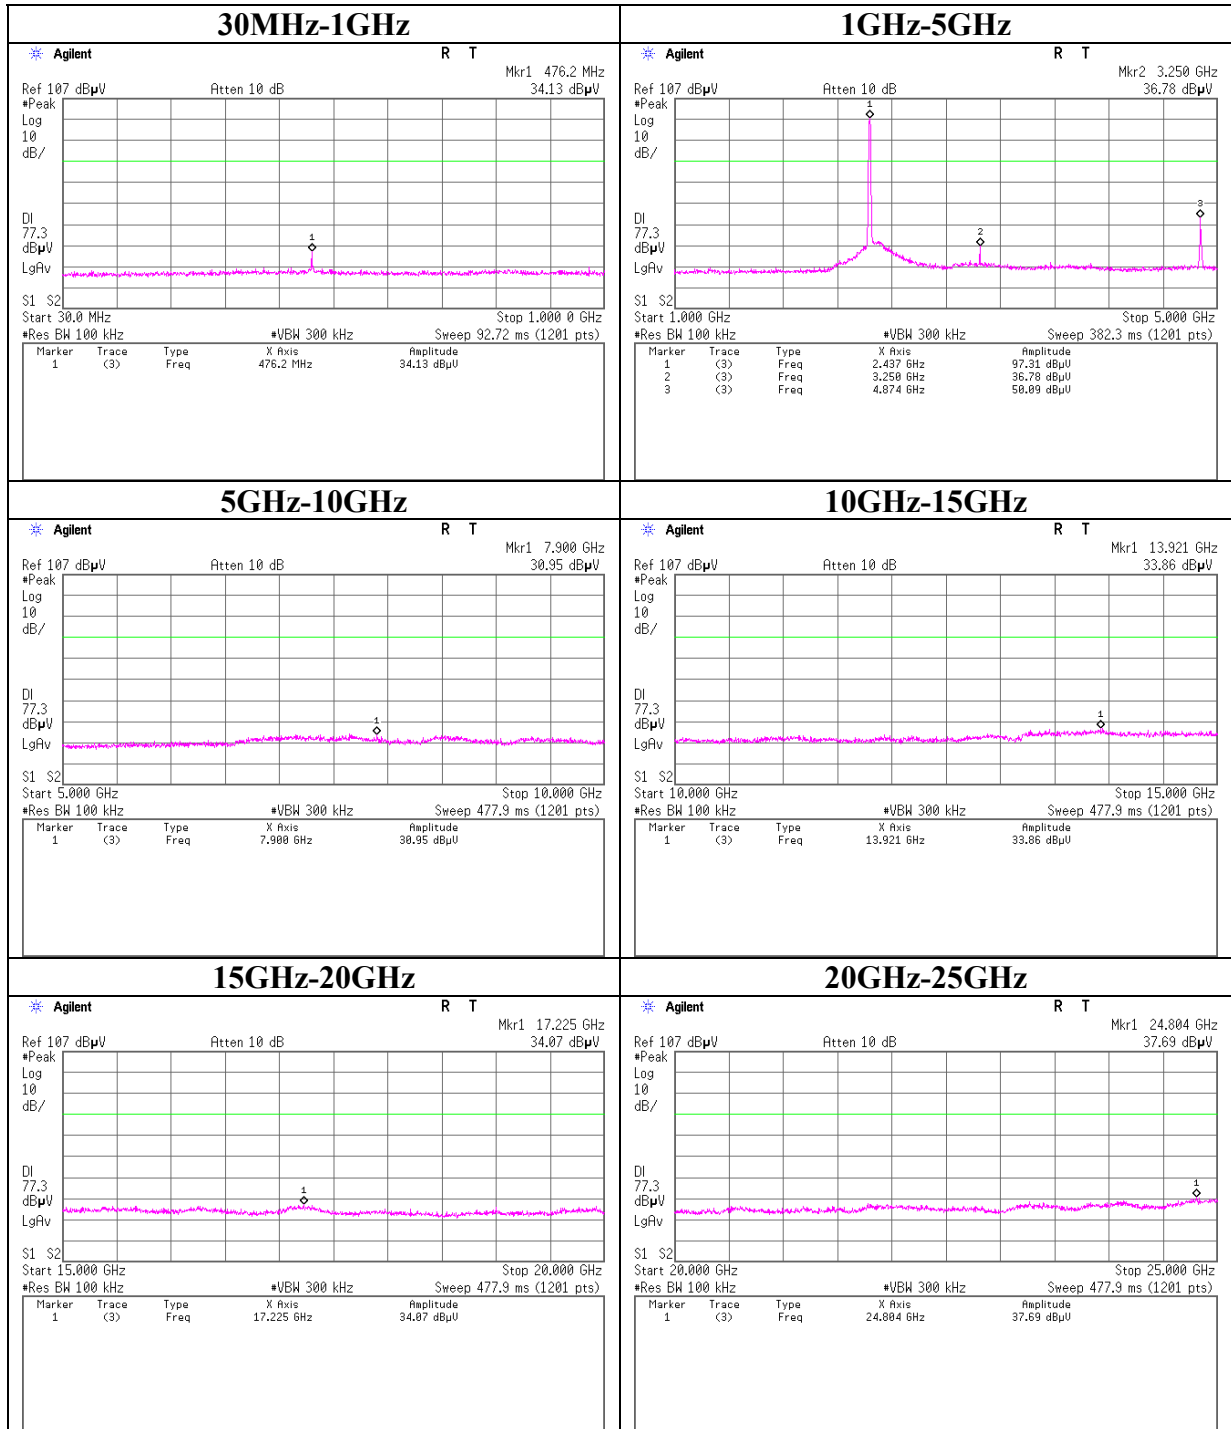 30MHz-1GHz
Agilent R T
Mkr1 476.2 MHz
Ref 107 dBµV Atten 10 dB 34.13 dBµV
#Peak
Log
10
dB/
1
DI
77.3
dBµV
LgAv
S1 S2
Start 30.0 MHz Stop 1.000 0 GHz
#Res BW 100 kHz #VBW 300 kHz Sweep 92.72 ms (1201 pts)
Marker Trace Type X Axis Amplitude
1 (3) Freq 476.2 MHz 34.13 dBµV
1GHz-5GHz
Agilent R T
Mkr2 3.250 GHz
Ref 107 dBµV Atten 10 dB 36.78 dBµV
#Peak
Log
10
dB/
1
2
3
DI
77.3
dBµV
LgAv
S1 S2
Start 1.000 GHz Stop 5.000 GHz
#Res BW 100 kHz #VBW 300 kHz Sweep 382.3 ms (1201 pts)
Marker Trace Type X Axis Amplitude
1 (3) Freq 2.437 GHz 97.31 dBµV
2 (3) Freq 3.250 GHz 36.78 dBµV
3 (3) Freq 4.874 GHz 50.09 dBµV
5GHz-10GHz
Agilent R T
Mkr1 7.900 GHz
Ref 107 dBµV Atten 10 dB 30.95 dBµV
#Peak
Log
10
dB/
1
DI
77.3
dBµV
LgAv
S1 S2
Start 5.000 GHz Stop 10.000 GHz
#Res BW 100 kHz #VBW 300 kHz Sweep 477.9 ms (1201 pts)
Marker Trace Type X Axis Amplitude
1 (3) Freq 7.900 GHz 30.95 dBµV
10GHz-15GHz
Agilent R T
Mkr1 13.921 GHz
Ref 107 dBµV Atten 10 dB 33.86 dBµV
#Peak
Log
10
dB/
1
DI
77.3
dBµV
LgAv
S1 S2
Start 10.000 GHz Stop 15.000 GHz
#Res BW 100 kHz #VBW 300 kHz Sweep 477.9 ms (1201 pts)
Marker Trace Type X Axis Amplitude
1 (3) Freq 13.921 GHz 33.86 dBµV
15GHz-20GHz
Agilent R T
Mkr1 17.225 GHz
Ref 107 dBµV Atten 10 dB 34.07 dBµV
#Peak
Log
10
dB/
1
DI
77.3
dBµV
LgAv
S1 S2
Start 15.000 GHz Stop 20.000 GHz
#Res BW 100 kHz #VBW 300 kHz Sweep 477.9 ms (1201 pts)
Marker Trace Type X Axis Amplitude
1 (3) Freq 17.225 GHz 34.07 dBµV
20GHz-25GHz
Agilent R T
Mkr1 24.804 GHz
Ref 107 dBµV Atten 10 dB 37.69 dBµV
#Peak
Log
10
dB/
1
DI
77.3
dBµV
LgAv
S1 S2
Start 20.000 GHz Stop 25.000 GHz
#Res BW 100 kHz #VBW 300 kHz Sweep 477.9 ms (1201 pts)
Marker Trace Type X Axis Amplitude
1 (3) Freq 24.804 GHz 37.69 dBµV